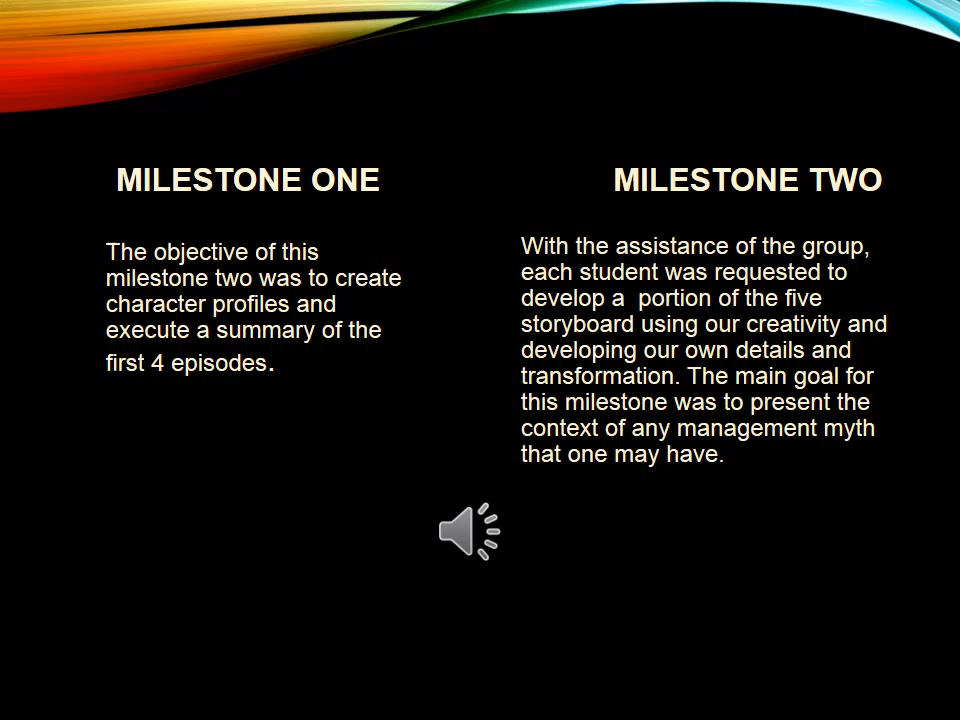 MILESTONE ONE
The objective of this
milestone two was to create
character profiles and
execute a summary of the
first 4 episodes.
MILESTONE TWO
With the assistance of the group,
each student was requested to
develop a  portion of the five
storyboard using our creativity and
developing our own details and
transformation. The main goal for
this milestone was to present the
context of any management myth
that one may have.